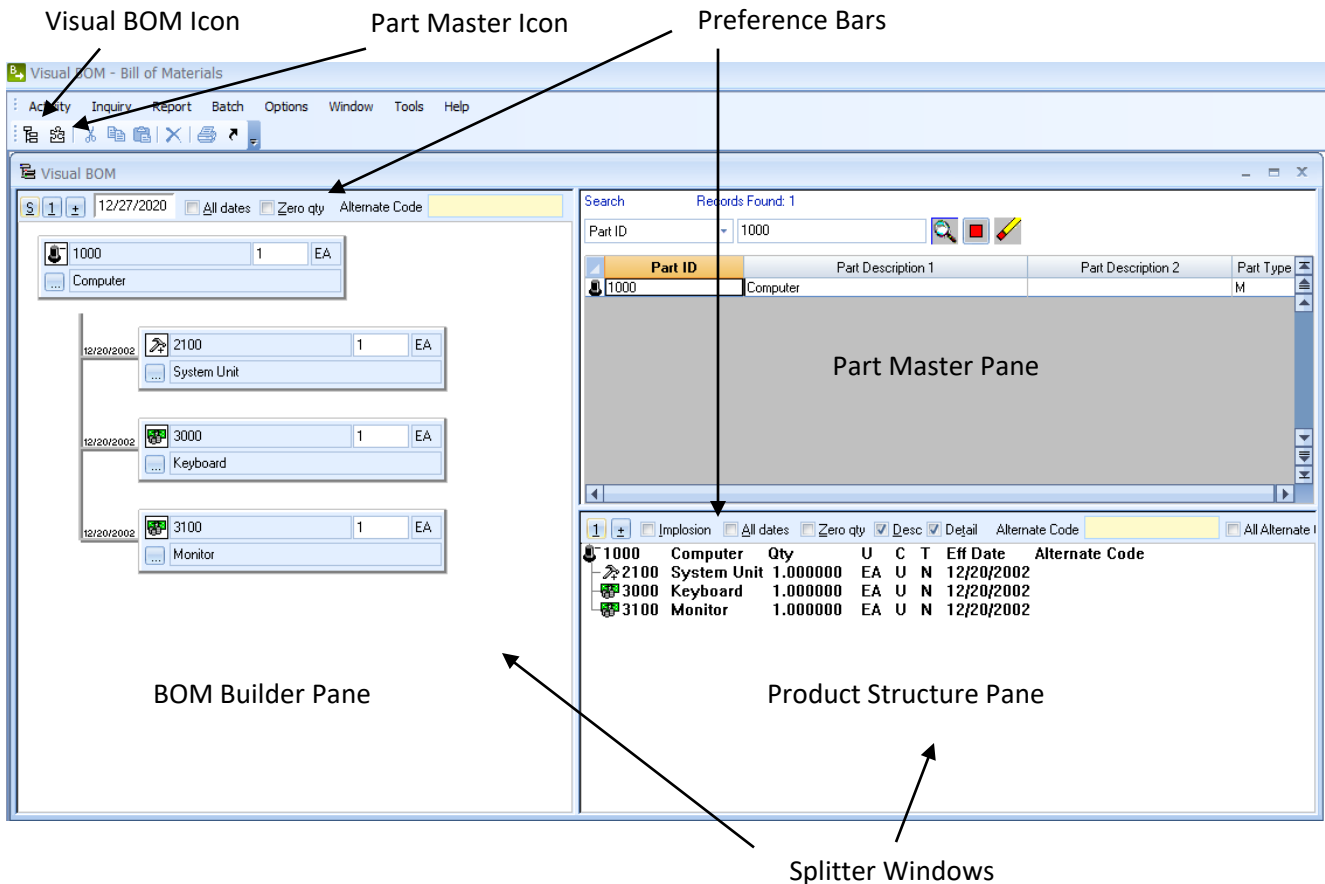 Visual BOM Icon
Part Master Icon
Preference Bars
Visual BOM - Bill of Materials
Activity Inquiry Report Batch Options Window Tools Help
Visual BOM
S 1 ± 12/27/2020 All dates Zero qty Alternate Code
1000 1 EA
... Computer
12/20/2002 2100 1 EA
... System Unit
12/20/2002 3000 1 EA
... Keyboard
12/20/2002 3100 1 EA
... Monitor
BOM Builder Pane
Search Records Found: 1
Part ID 1000
Part ID Part Description 1 Part Description 2 Part Type
1000 Computer M
Part Master Pane
1 ± Implosion All dates Zero qty Desc Detail Alternate Code All Alternate
1000 Computer Qty U C T Eff Date Alternate Code
2100 System Unit 1.000000 EA U N 12/20/2002
3000 Keyboard 1.000000 EA U N 12/20/2002
3100 Monitor 1.000000 EA U N 12/20/2002
Product Structure Pane
Splitter Windows